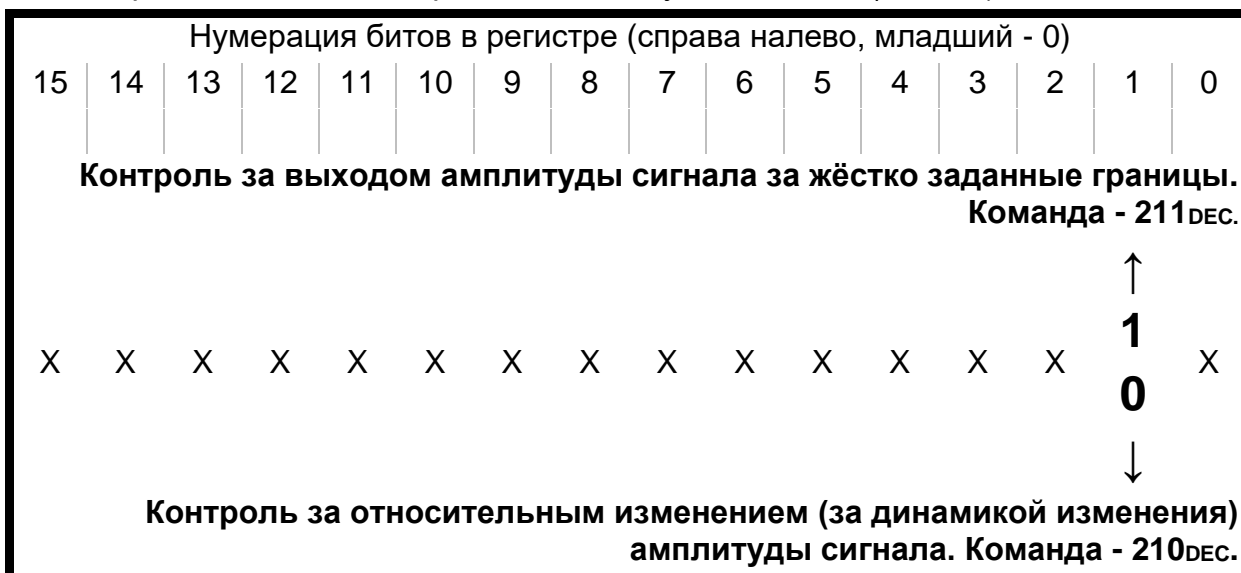 Нумерация битов в регистре (справа налево, младший - 0)
15 14 13 12 11 10 9 8 7 6 5 4 3 2 1 0
Контроль за выходом амплитуды сигнала за жёстко заданные границы.
Команда - 211DEC.
↑
1
X X X X X X X X X X X X X X X
0
↓
Контроль за относительным изменением (за динамикой изменения)
амплитуды сигнала. Команда - 210DEC.